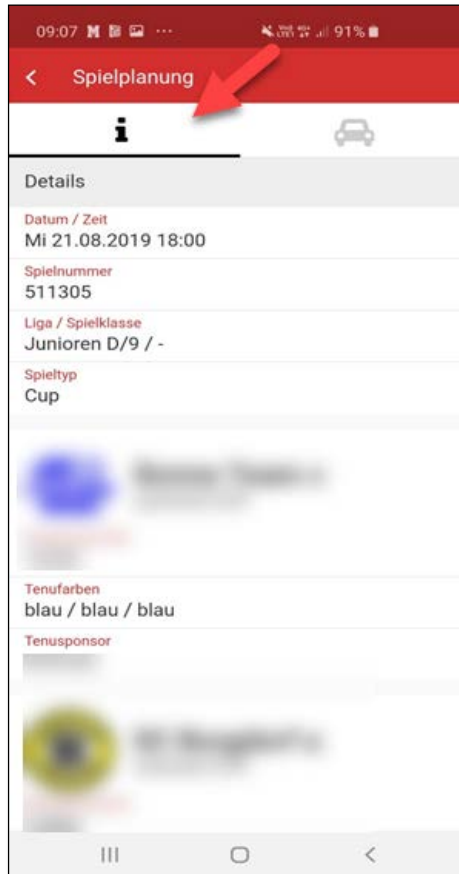 09:07 M ... 91%
Spielplanung
i
Details
Datum / Zeit
Mi 21.08.2019 18:00
Spielnummer
511305
Liga / Spielklasse
Junioren D/9 / -
Spieltyp
Cup
Tenufarben
blau / blau / blau
Tenusponsor